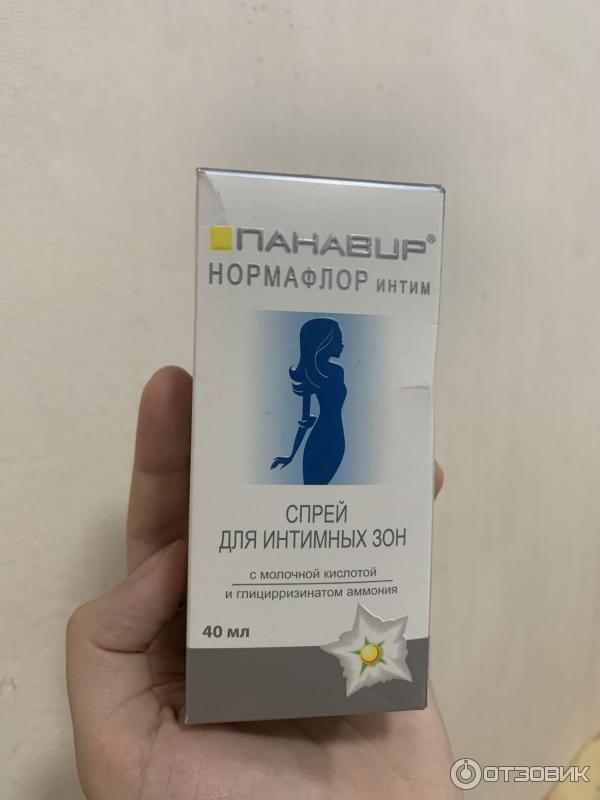 ПАНАВИР®
НОРМАФЛОР ИНТИМ
СПРЕЙ
ДЛЯ ИНТИМНЫХ ЗОН
с молочной кислотой
и глицирризинатом аммония
40 мл
ОТЗОВИК